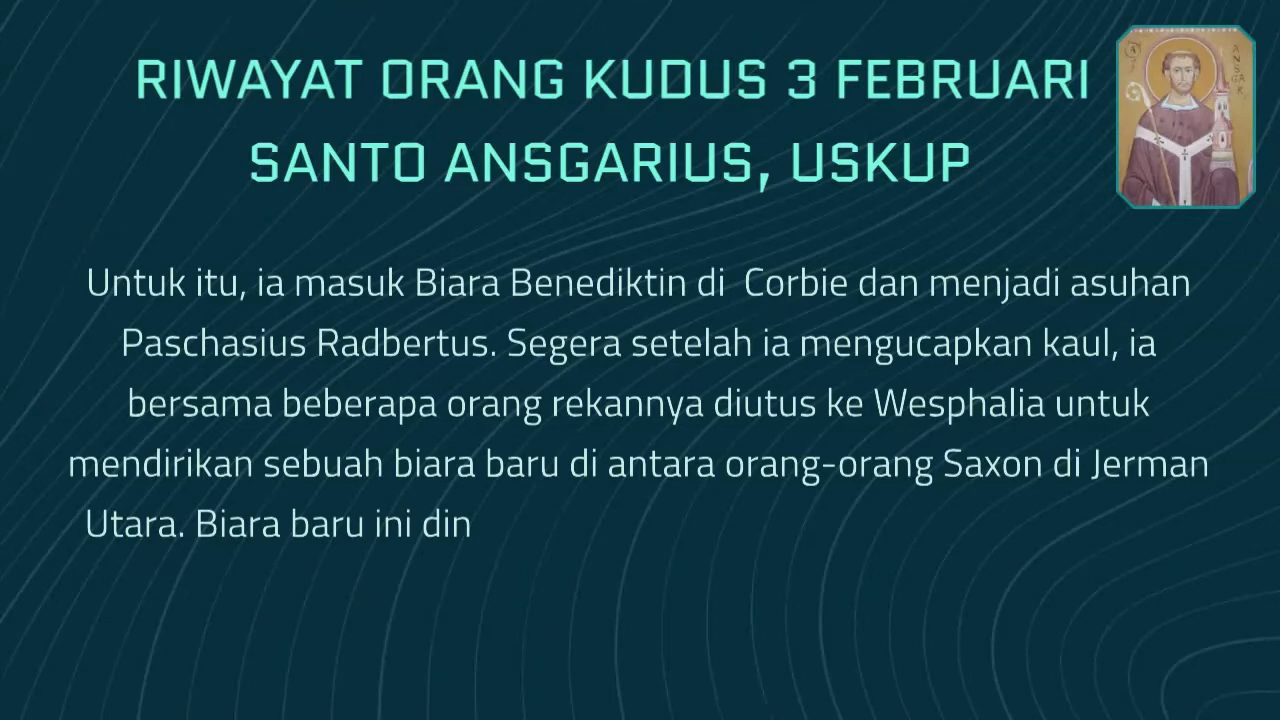 RIWAYAT ORANG KUDUS 3 FEBRUARI
SANTO ANSGARIUS, USKUP
Untuk itu, ia masuk Biara Benediktin di  Corbie dan menjadi asuhan
Paschasius Radbertus. Segera setelah ia mengucapkan kaul, ia
bersama beberapa orang rekannya diutus ke Wesphalia untuk
mendirikan sebuah biara baru di antara orang-orang Saxon di Jerman
Utara. Biara baru ini din